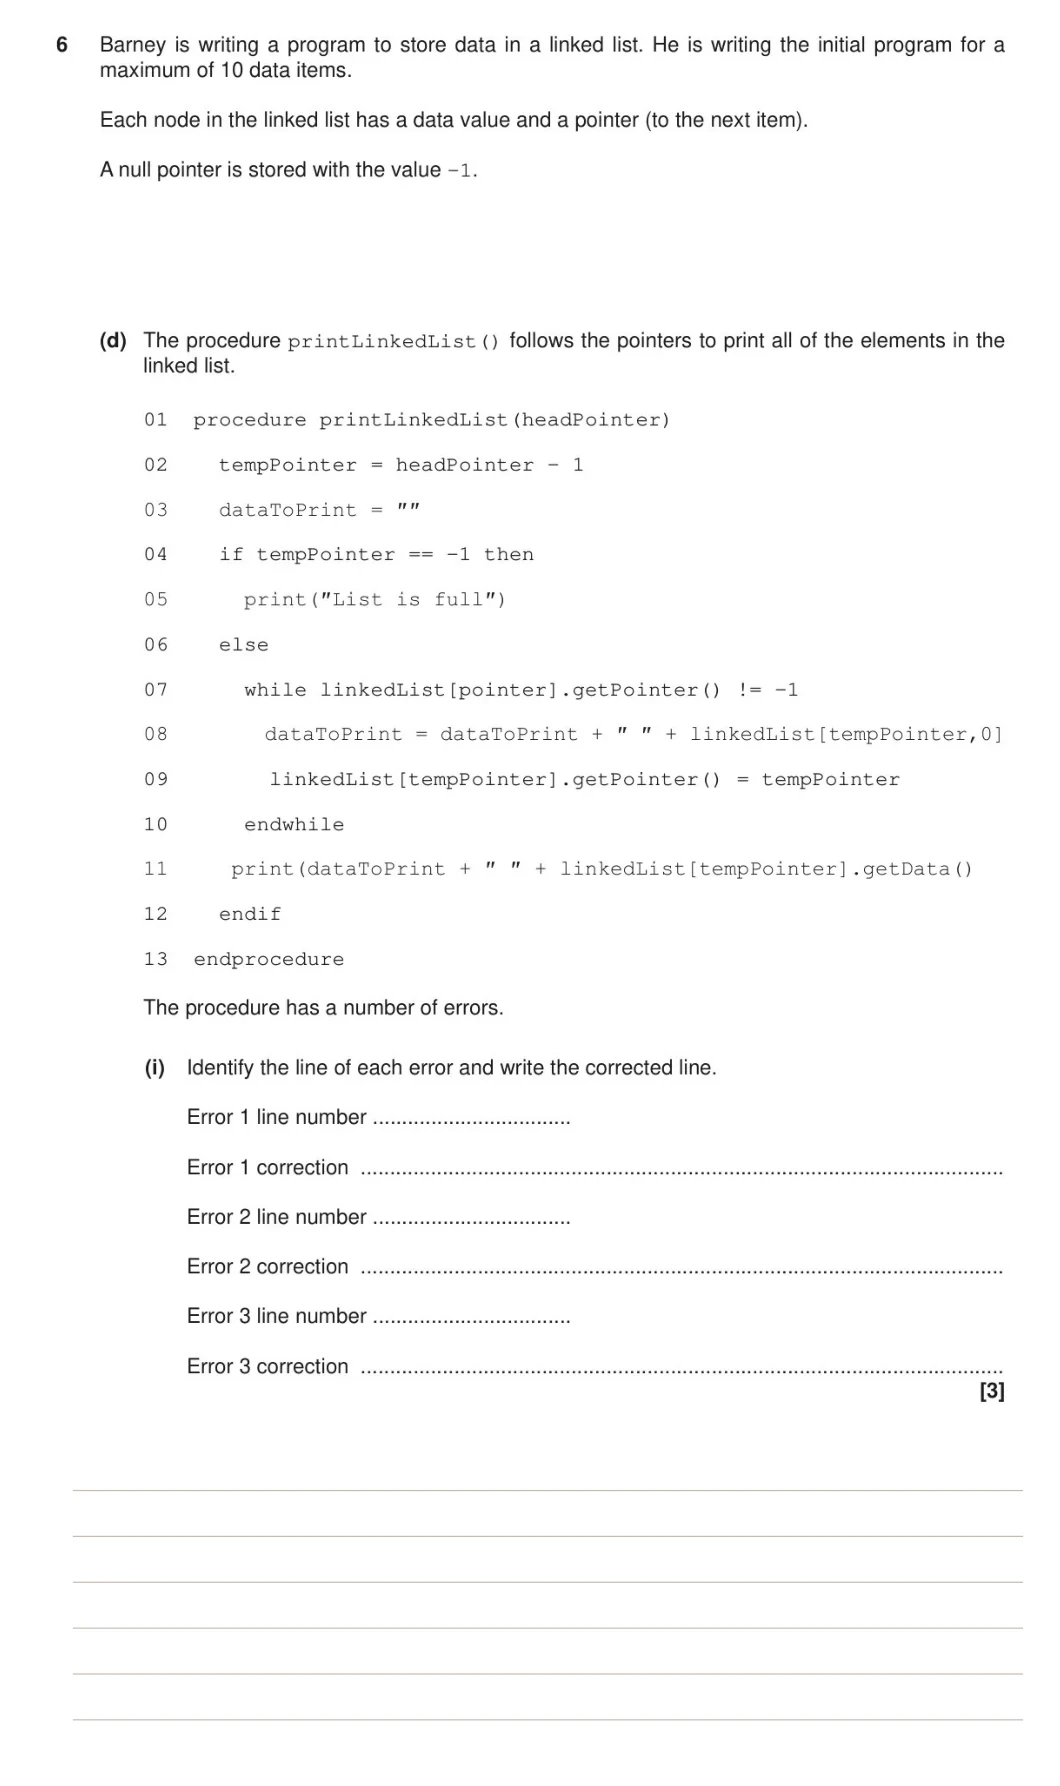 6 Barney is writing a program to store data in a linked list. He is writing the initial program for a
maximum of 10 data items.
Each node in the linked list has a data value and a pointer (to the next item).
A null pointer is stored with the value -1.
(d) The procedure printLinkedList() follows the pointers to print all of the elements in the
linked list.
01 procedure printLinkedList(headPointer)
02 tempPointer = headPointer - 1
03 dataToPrint = ""
04 if tempPointer == -1 then
05 print("List is full")
06 else
07 while linkedList[pointer].getPointer() != -1
08 dataToPrint = dataToPrint + " " + linkedList[tempPointer,0]
09 linkedList[tempPointer].getPointer() = tempPointer
10 endwhile
11 print(dataToPrint + " " + linkedList[tempPointer].getData()
12 endif
13 endprocedure
The procedure has a number of errors.
(i) Identify the line of each error and write the corrected line.
Error 1 line number ..................................
Error 1 correction ..............................................................................................................
Error 2 line number ..................................
Error 2 correction ..............................................................................................................
Error 3 line number ..................................
Error 3 correction ..............................................................................................................
[3]